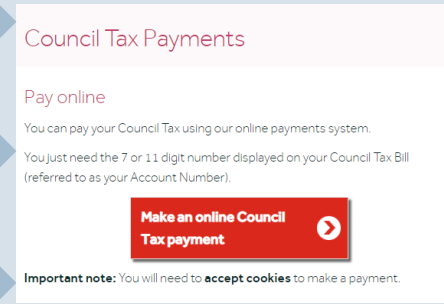 Council Tax Payments
Pay online
You can pay your Council Tax using our online payments system.
You just need the 7 or 11 digit number displayed on your Council Tax Bill
(referred to as your Account Number).
Make an online Council
Tax payment
Important note: You will need to accept cookies to make a payment.